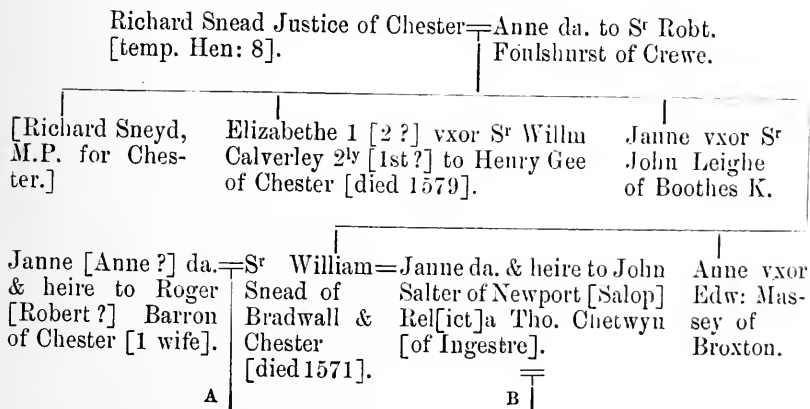 Richard Snead Justice of Chester=Anne da. to Sʳ Robt.
[temp. Hen: 8]. Foulshurst of Crewe.
[Richard Sneyd,
M.P. for Ches-
ter.]
Elizabethe 1 [2 ?] vxor Sʳ Willm
Calverley 2ˡʸ [1st ?] to Henry Gee
of Chester [died 1579].
Janne vxor Sʳ
John Leighe
of Boothes K.
Janne [Anne ?] da.
& heire to Roger
[Robert ?] Barron
of Chester [1 wife].
=Sʳ William=
Snead of
Bradwall &
Chester
[died 1571].
Janne da. & heire to John
Salter of Newport [Salop]
Rel[ict]a Tho. Chetwyn
[of Ingestre].
Anne vxor
Edw: Mas-
sey of
Broxton.
A B